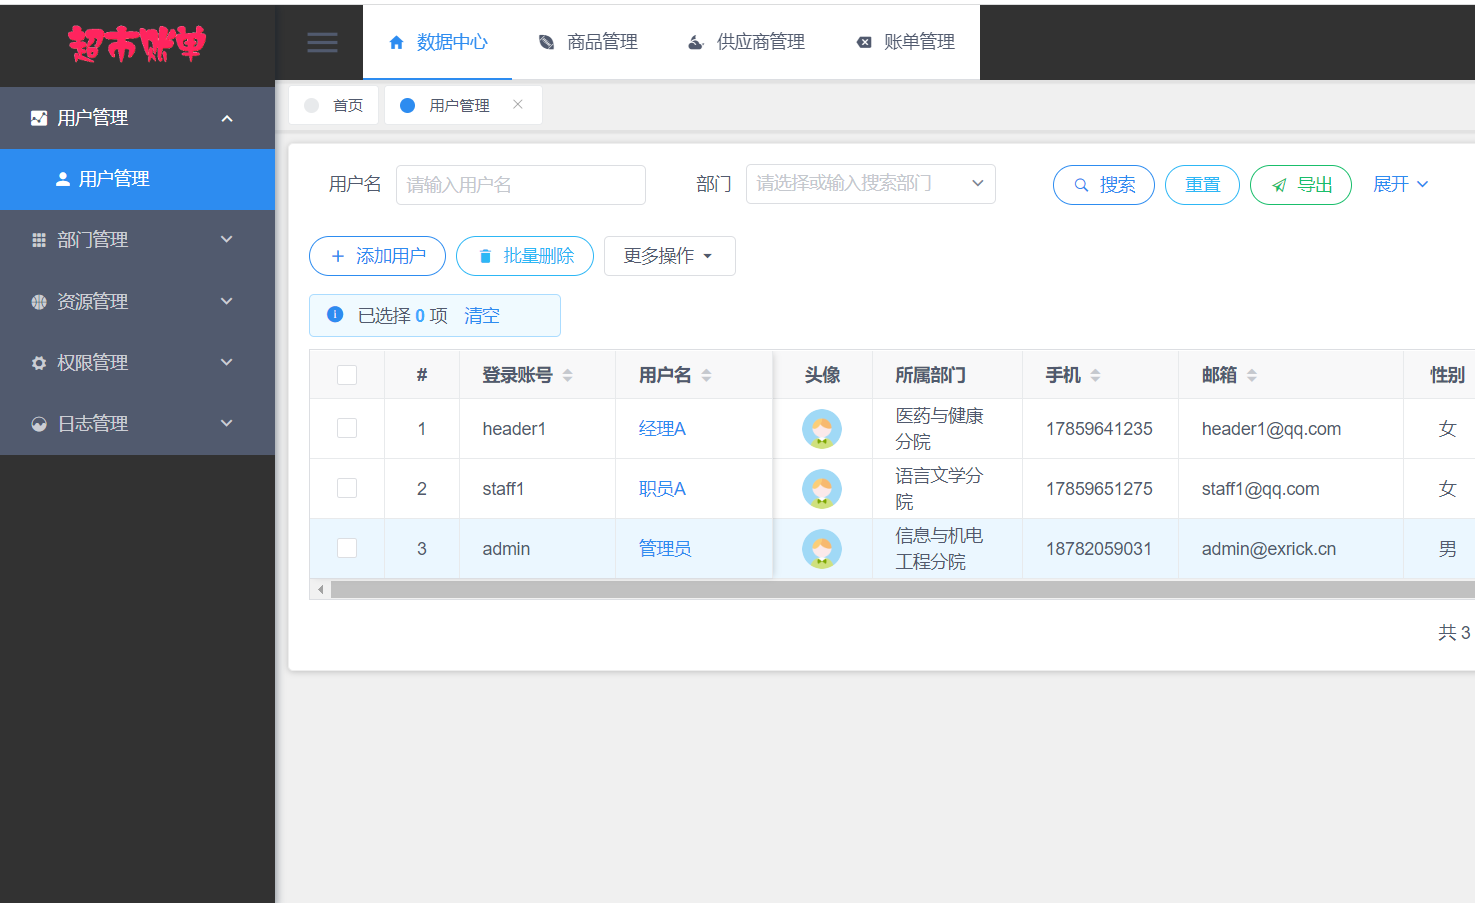 超市账单
数据中心
商品管理
供应商管理
账单管理
首页
用户管理
用户管理
用户管理
部门管理
资源管理
权限管理
日志管理
用户名
请输入用户名
部门
请选择或输入搜索部门
搜索
重置
导出
展开
添加用户
批量删除
更多操作
已选择 0 项 清空
# 登录账号 用户名 头像 所属部门 手机 邮箱 性别
1 header1 经理A 医药与健康分院 17859641235 header1@qq.com 女
2 staff1 职员A 语言文学分院 17859651275 staff1@qq.com 女
3 admin 管理员 信息与机电工程分院 18782059031 admin@exrick.cn 男
共 3